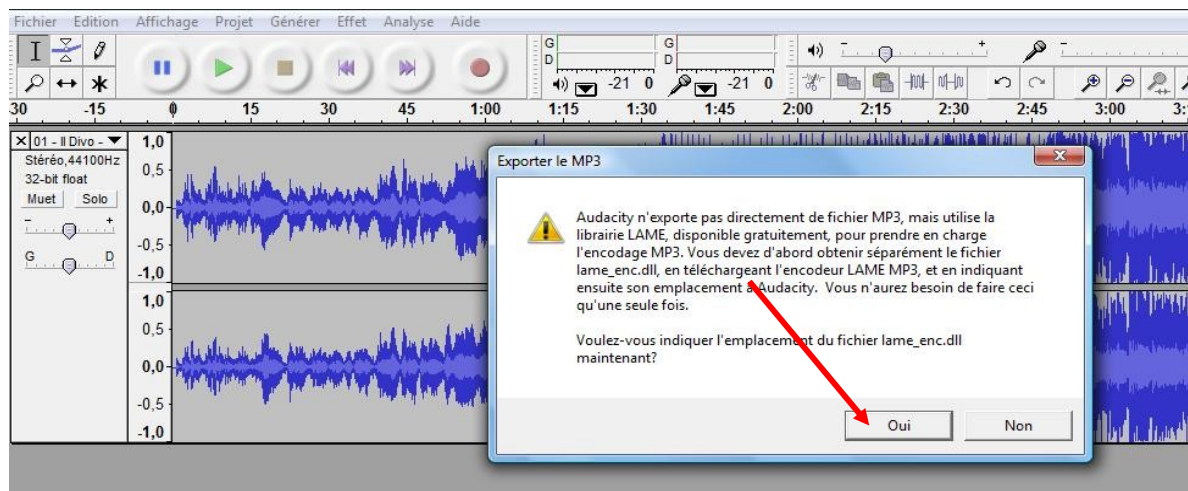 Fichier Edition Affichage Projet Générer Effet Analyse Aide
G G
D D
-21 0 -21 0
30 -15 0 15 30 45 1:00 1:15 1:30 1:45 2:00 2:15 2:30 2:45 3:00 3:
01 - Il Divo -
Stéréo,44100Hz
32-bit float
Muet Solo
- +
G D
1,0
0,5
0,0
-0,5
-1,0
1,0
0,5
0,0
-0,5
-1,0
Exporter le MP3
Audacity n'exporte pas directement de fichier MP3, mais utilise la
librairie LAME, disponible gratuitement, pour prendre en charge
l'encodage MP3. Vous devez d'abord obtenir séparément le fichier
lame_enc.dll, en téléchargeant l'encodeur LAME MP3, et en indiquant
ensuite son emplacement à Audacity. Vous n'aurez besoin de faire ceci
qu'une seule fois.
Voulez-vous indiquer l'emplacement du fichier lame_enc.dll
maintenant?
Oui Non